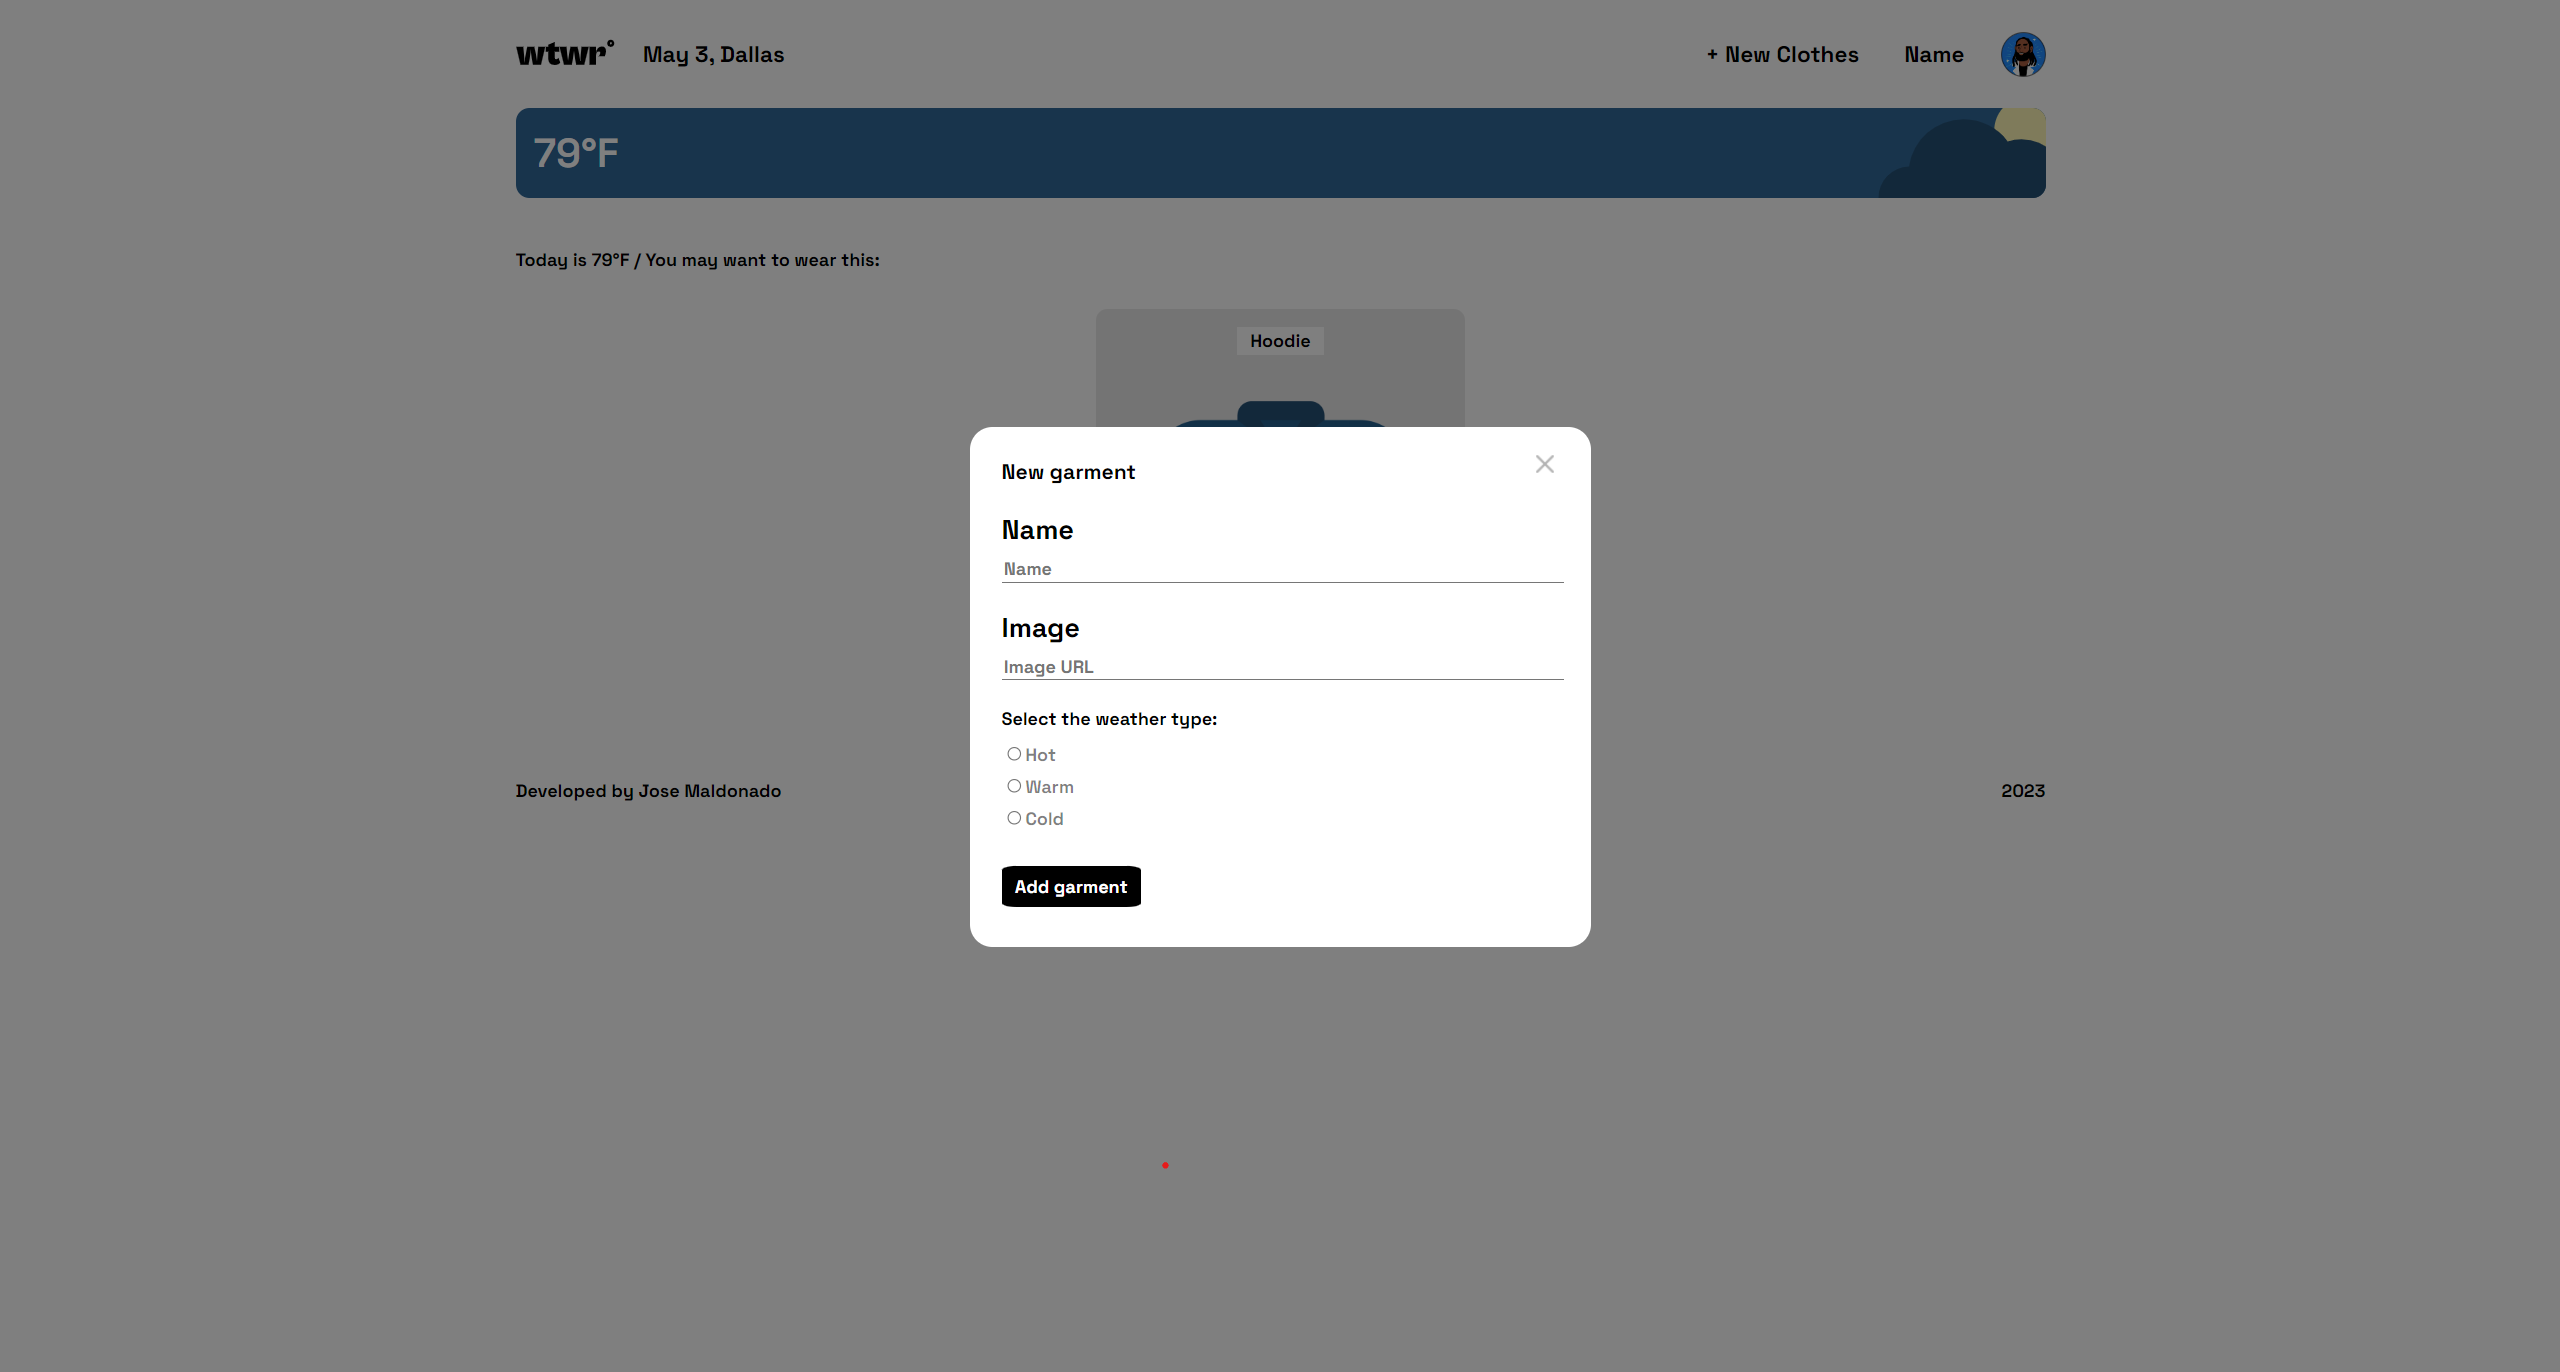 wtwr° May 3, Dallas + New Clothes Name
79°F
Today is 79°F / You may want to wear this:
Hoodie
New garment
Name
Name
Image
Image URL
Select the weather type:
Hot
Warm
Cold
Add garment
Developed by Jose Maldonado 2023